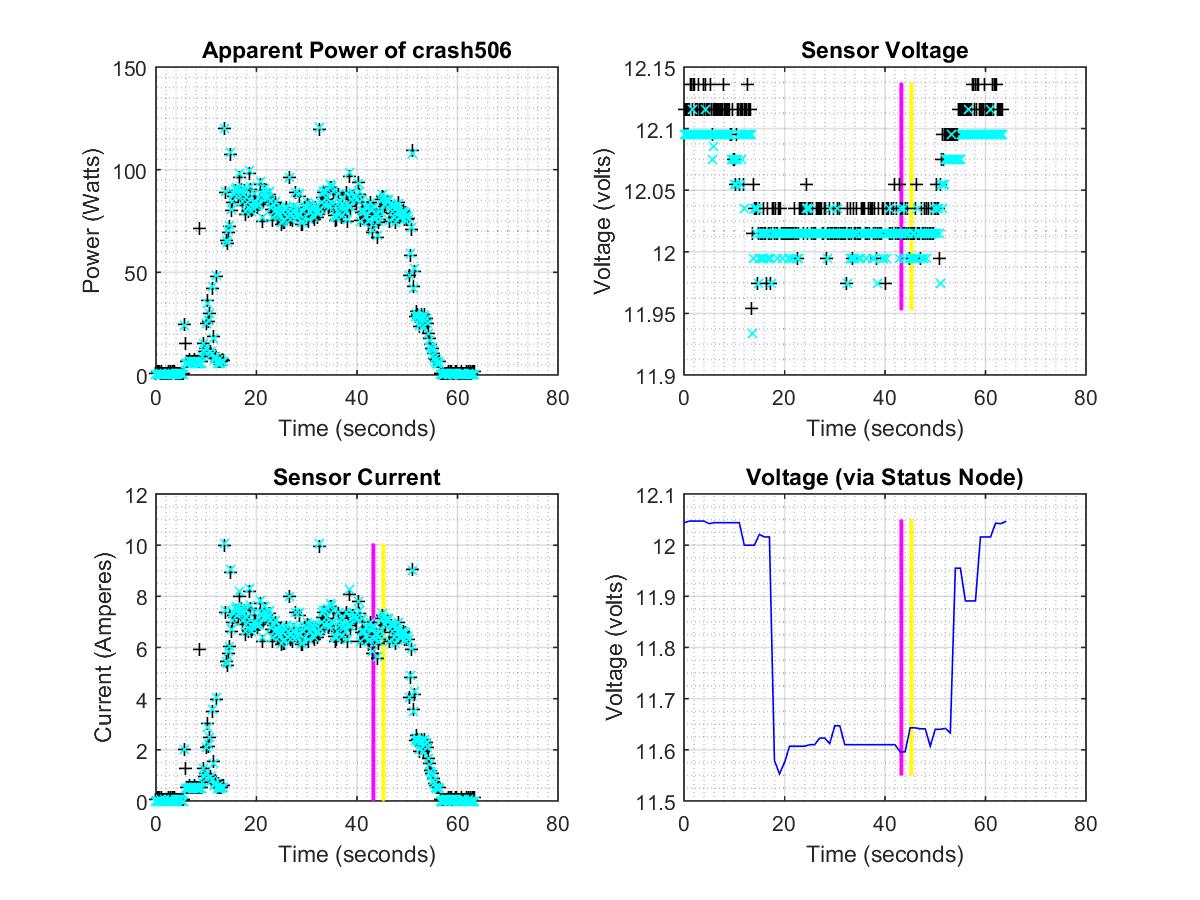 Apparent Power of crash506
150
100
50
0
Power (Watts)
0 20 40 60 80
Time (seconds)
Sensor Voltage
12.15
12.1
12.05
12
11.95
11.9
Voltage (volts)
0 20 40 60 80
Time (seconds)
Sensor Current
12
10
8
6
4
2
0
Current (Amperes)
0 20 40 60 80
Time (seconds)
Voltage (via Status Node)
12.1
12
11.9
11.8
11.7
11.6
11.5
Voltage (volts)
0 20 40 60 80
Time (seconds)